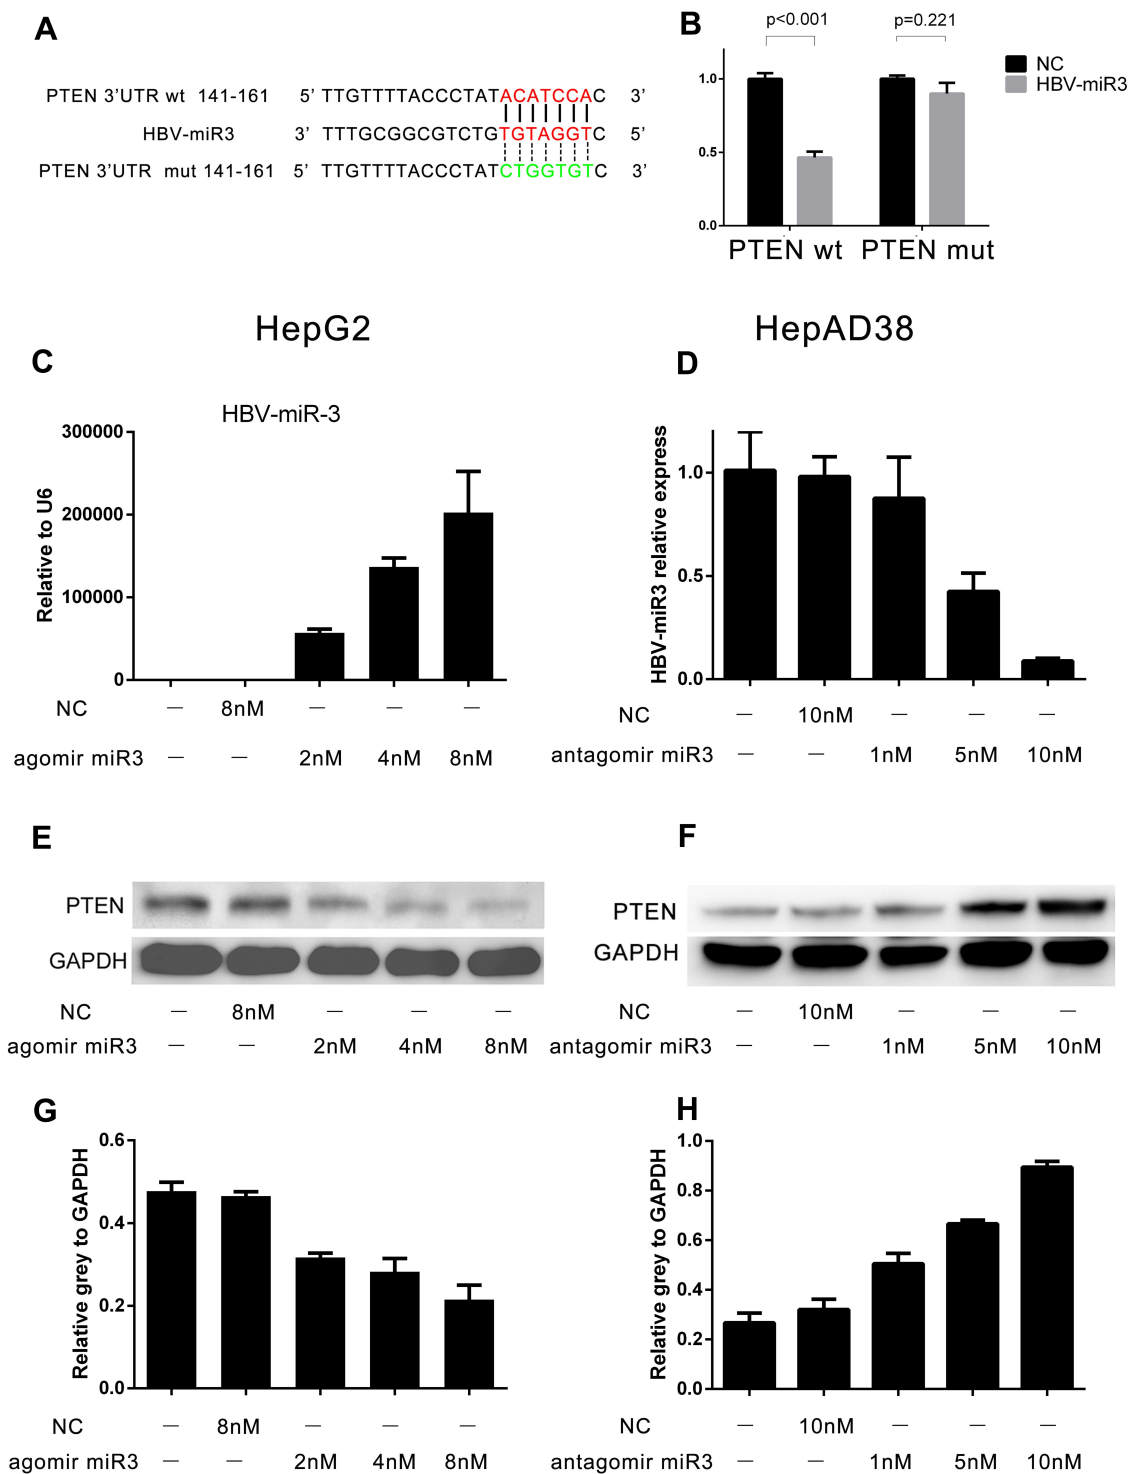 A
PTEN 3'UTR wt 141-161 5' TTGTTTTACCCTATACATCCAC 3'
HBV-miR3 3' TTTGCGGCGTCTGTGTAGGTC 5'
PTEN 3'UTR mut 141-161 5' TTGTTTTACCCTATCTGGTGTC 3'
B
p<0.001 p=0.221
NC
HBV-miR3
1.0
0.5
0.0
PTEN wt PTEN mut
HepG2 HepAD38
C
HBV-miR-3
Relative to U6
300000
200000
100000
0
NC — 8nM — — —
agomir miR3 — — 2nM 4nM 8nM
D
HBV-miR3 relative express
1.0
0.5
0.0
NC — 10nM — — —
antagomir miR3 — — 1nM 5nM 10nM
E
PTEN
GAPDH
NC — 8nM — — —
agomir miR3 — — 2nM 4nM 8nM
F
PTEN
GAPDH
NC — 10nM — — —
antagomir miR3 — — 1nM 5nM 10nM
G
Relative grey to GAPDH
0.6
0.4
0.2
0.0
NC — 8nM — — —
agomir miR3 — — 2nM 4nM 8nM
H
Relative grey to GAPDH
1.0
0.8
0.6
0.4
0.2
0.0
NC — 10nM — — —
antagomir miR3 — — 1nM 5nM 10nM